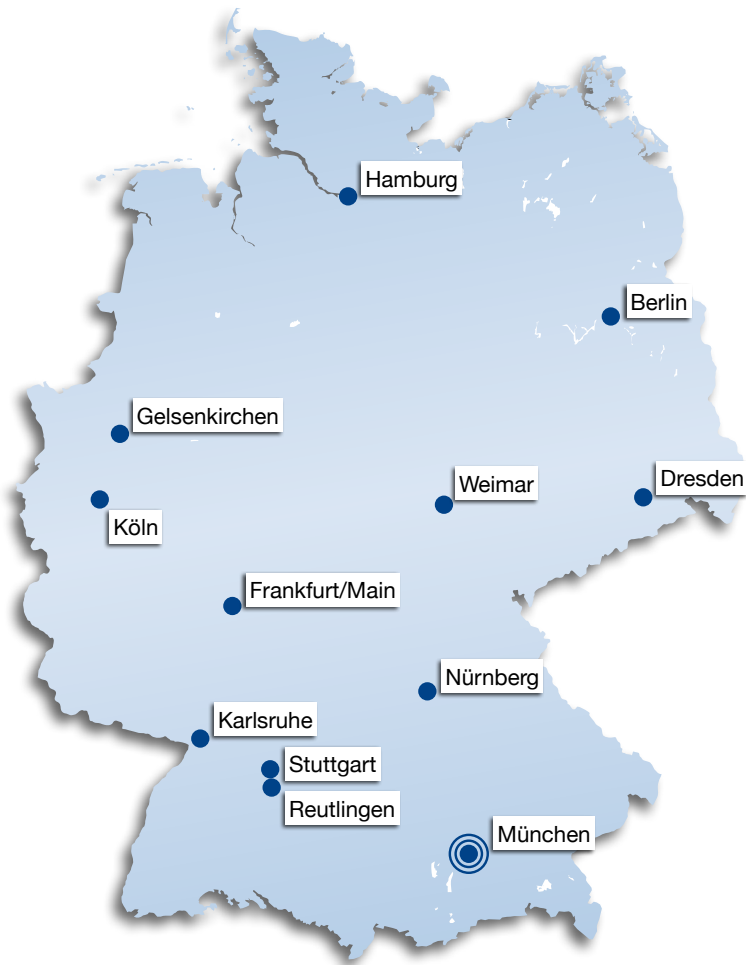 Hamburg
Berlin
Gelsenkirchen
Weimar
Dresden
Köln
Frankfurt/Main
Nürnberg
Karlsruhe
Stuttgart
Reutlingen
München